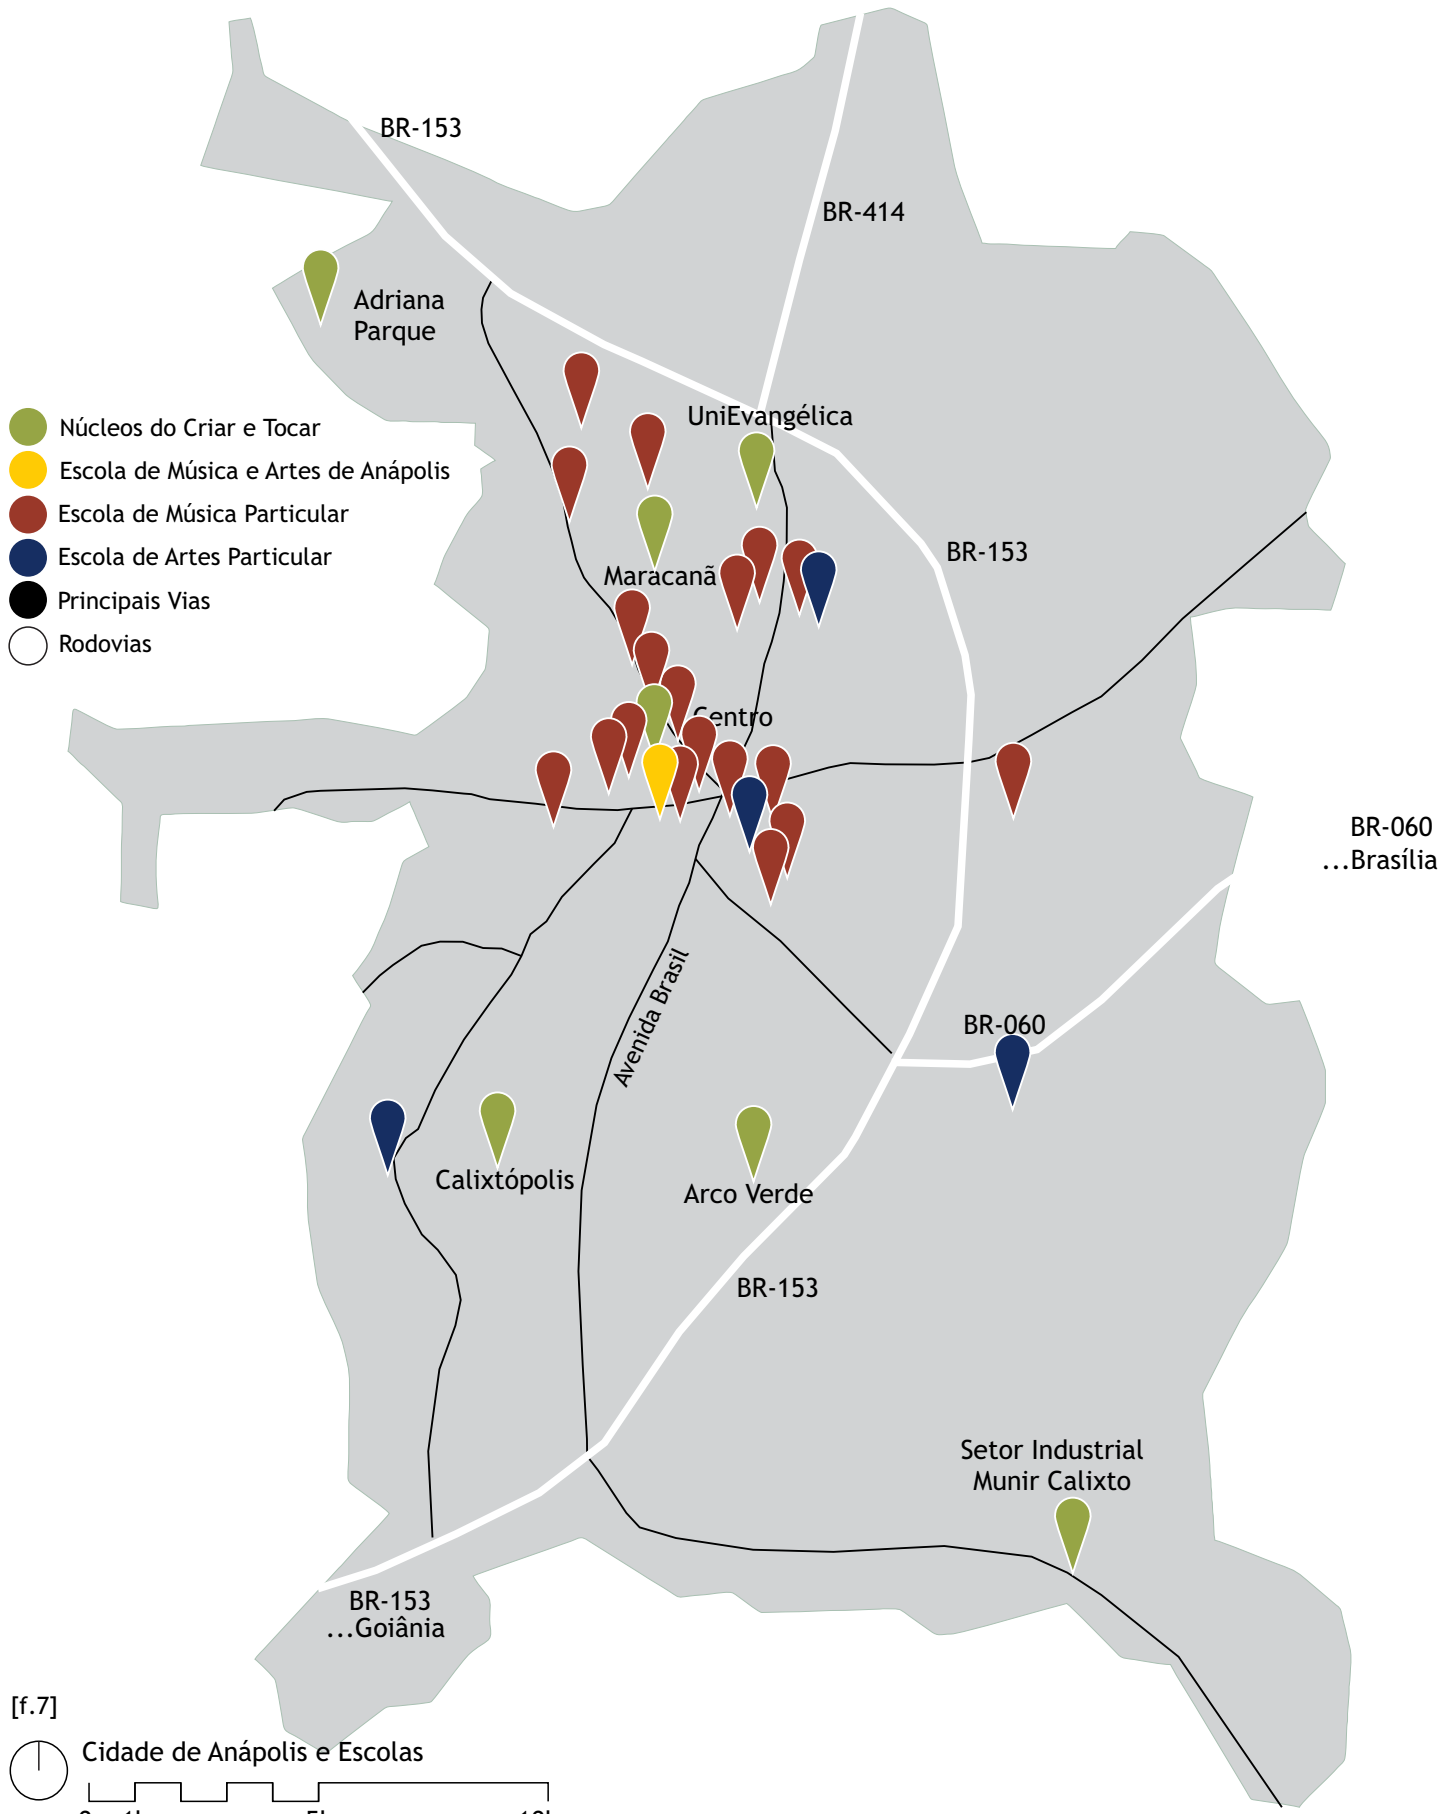 BR-153
BR-414
Adriana
Parque
Núcleos do Criar e Tocar
Escola de Música e Artes de Anápolis
Escola de Música Particular
Escola de Artes Particular
Principais Vias
Rodovias
UniEvangélica
BR-153
Maracanã
Centro
BR-060
...Brasília
Avenida Brasil
BR-060
Calixtópolis
Arco Verde
BR-153
Setor Industrial
Munir Calixto
BR-153
...Goiânia
[f.7]
Cidade de Anápolis e Escolas